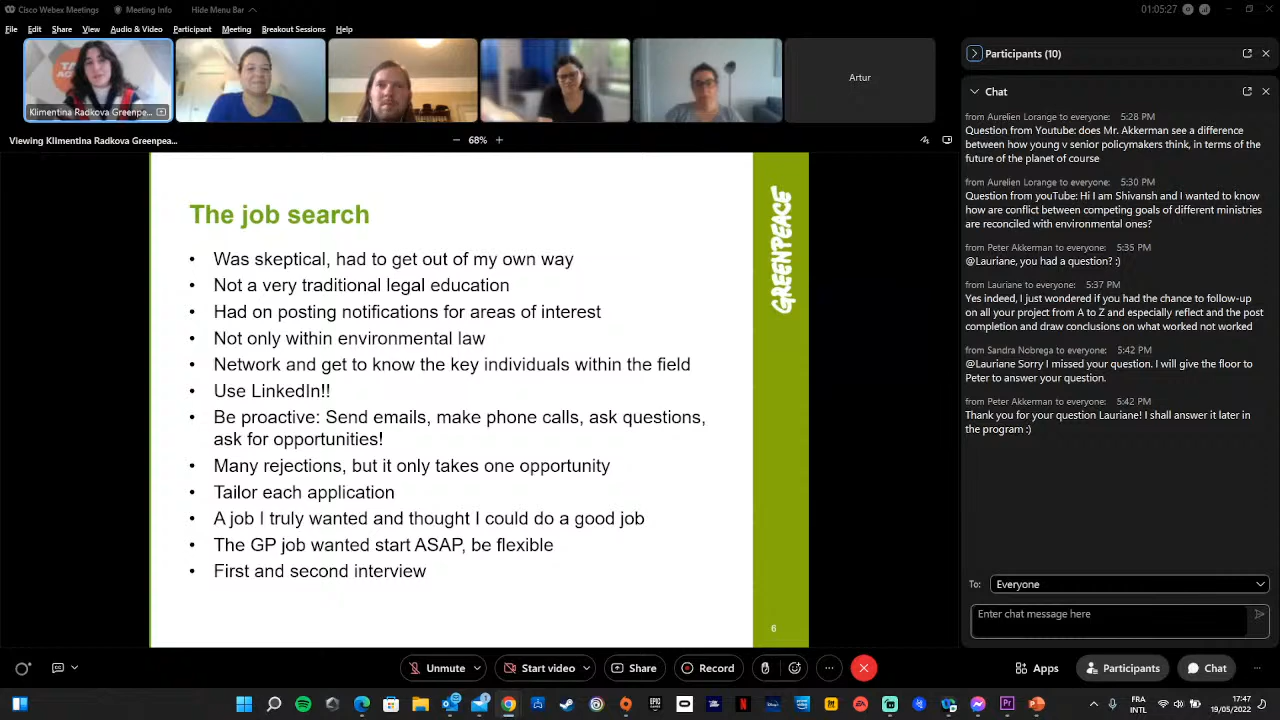 Cisco Webex Meetings
Meeting Info
Hide Menu Bar
01:05:27
File Edit Share View Audio & Video Participant Meeting Breakout Sessions Help
Klimentina Radkova Greenpe...
Artur
Viewing Klimentina Radkova Greenpea...
68%
The job search
• Was skeptical, had to get out of my own way
• Not a very traditional legal education
• Had on posting notifications for areas of interest
• Not only within environmental law
• Network and get to know the key individuals within the field
• Use LinkedIn!!
• Be proactive: Send emails, make phone calls, ask questions,
ask for opportunities!
• Many rejections, but it only takes one opportunity
• Tailor each application
• A job I truly wanted and thought I could do a good job
• The GP job wanted start ASAP, be flexible
• First and second interview
GREENPEACE
6
Participants (10)
Chat
from Aurelien Lorange to everyone: 5:28 PM
Question from Youtube: Mr. Akkerman, any difference
between how young v senior policymakers think, in terms of the
future of the planet of course
from Aurelien Lorange to everyone: 5:30 PM
Question from youTube: Hi I am Shivansh and I wanted to know
how are conflict between competing goals of different ministries
are reconciled with environmental ones?
from Peter Akkerman to everyone: 5:35 PM
@Lauriane, you had a question? :)
from Lauriane to everyone: 5:37 PM
Yes indeed, I just wondered if you had the chance to follow-up
on all your project from A to Z and especially react and the post
completion and draw conclusions on what worked not worked
from Sandra Nobrega to everyone: 5:42 PM
@Lauriane Sorry I missed your question. I will give the floor to
Peter to answer your question.
from Peter Akkerman to everyone: 5:42 PM
Thank you for your question Lauriane! I shall answer it later in
the program :)
To: Everyone
Enter chat message here
Unmute
Start video
Share
Record
Apps
Participants
Chat
FRA
INTL
17:47
19/05/2022